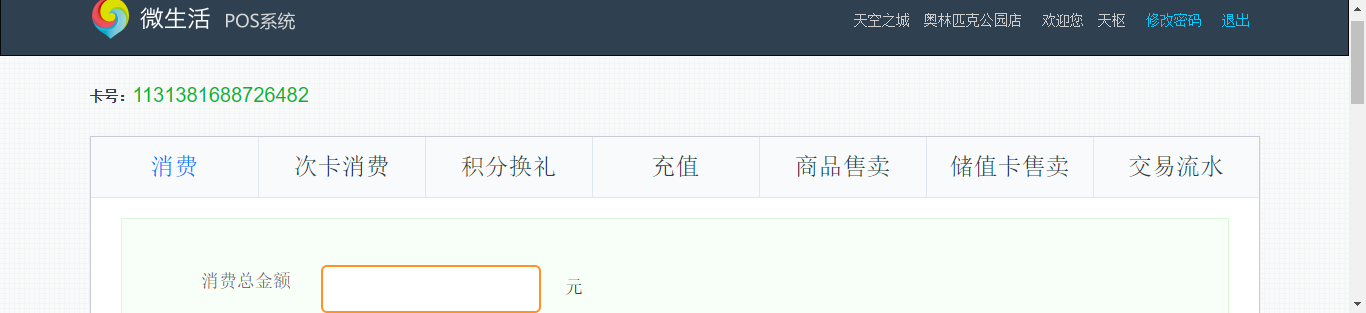 微生活 POS系统 天空之城 奥林匹克公园店 欢迎您 天枢 修改密码 退出
卡号：1131381688726482
消费 次卡消费 积分换礼 充值 商品售卖 储值卡售卖 交易流水
消费总金额 元